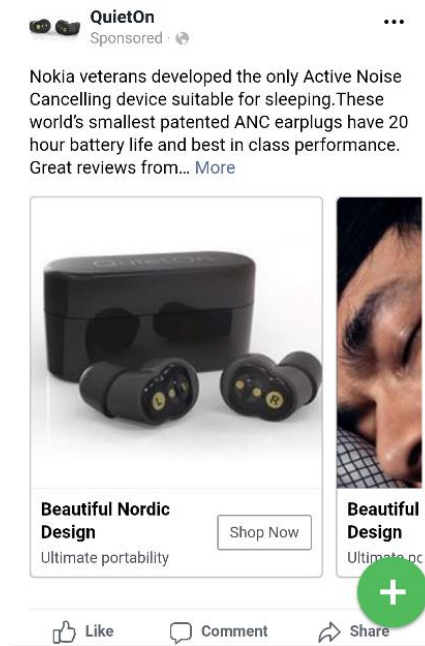 QuietOn
Sponsored ·
Nokia veterans developed the only Active Noise
Cancelling device suitable for sleeping.These
world's smallest patented ANC earplugs have 20
hour battery life and best in class performance.
Great reviews from... More
QuietOn
L
R
Beautiful Nordic
Design
Ultimate portability
Shop Now
Beautiful
Design
Like
Comment
Share